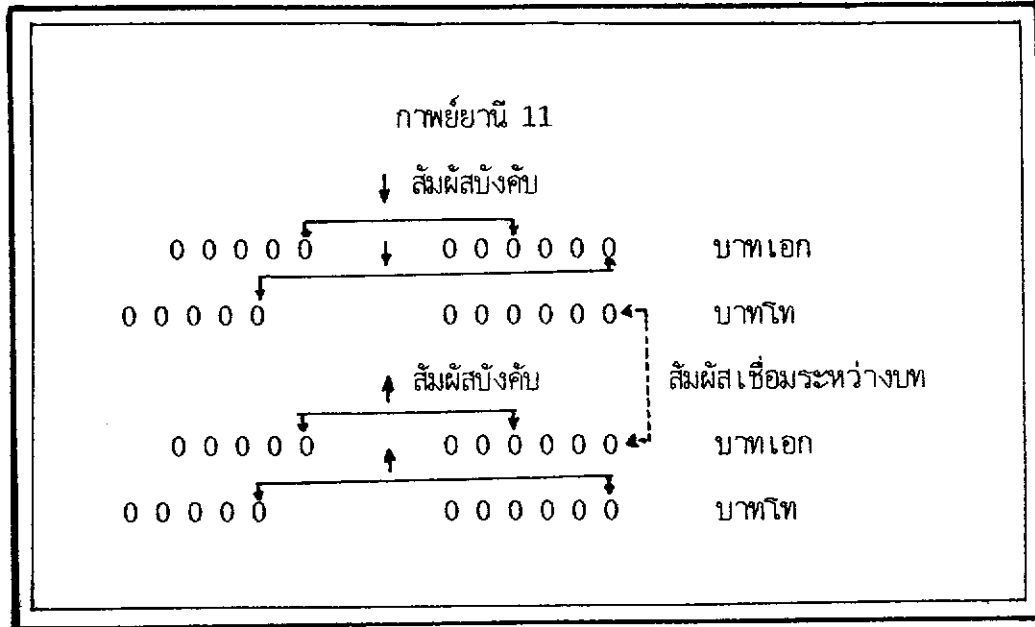 กาพย์ยานี 11
สัมผัสบังคับ
0 0 0 0 0 0 0 0 0 0 0 บาทเอก
0 0 0 0 0 0 0 0 0 0 0 บาทโท
สัมผัสบังคับ สัมผัสเชื่อมระหว่างบท
0 0 0 0 0 0 0 0 0 0 0 บาทเอก
0 0 0 0 0 0 0 0 0 0 0 บาทโท